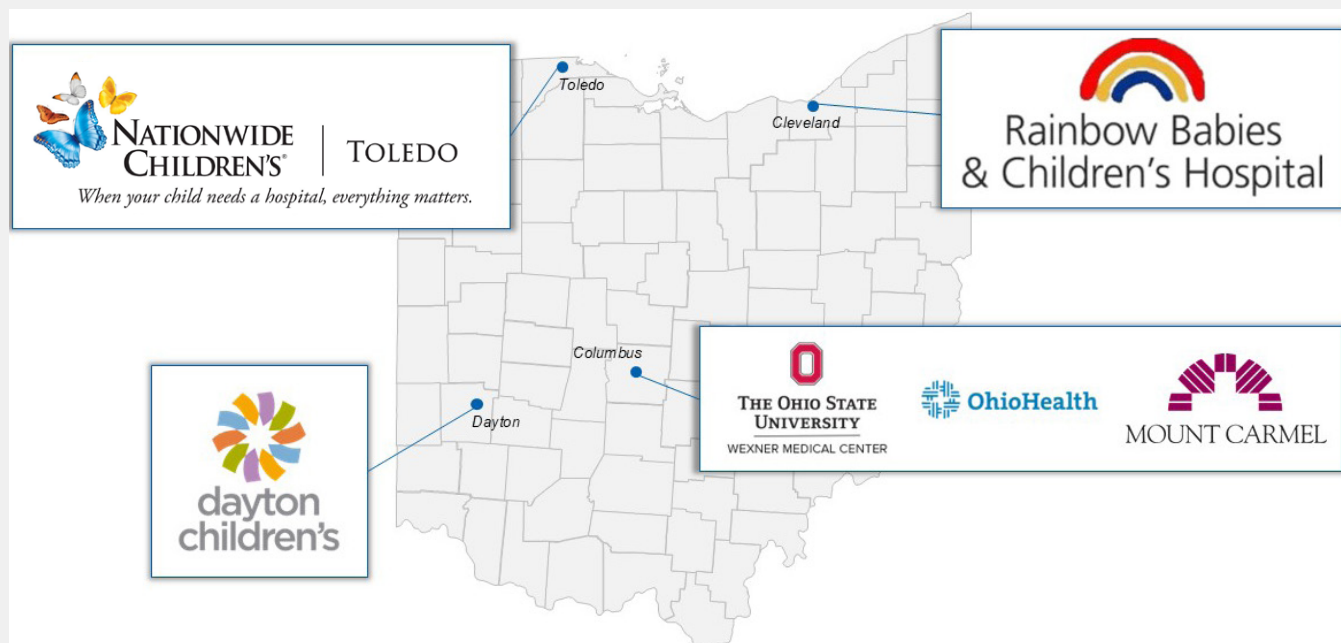 NATIONWIDE
CHILDREN'S®
TOLEDO
When your child needs a hospital, everything matters.
Toledo
Cleveland
Rainbow Babies
& Children's Hospital
Columbus
THE OHIO STATE
UNIVERSITY
WEXNER MEDICAL CENTER
OhioHealth
MOUNT CARMEL
Dayton
dayton
children's